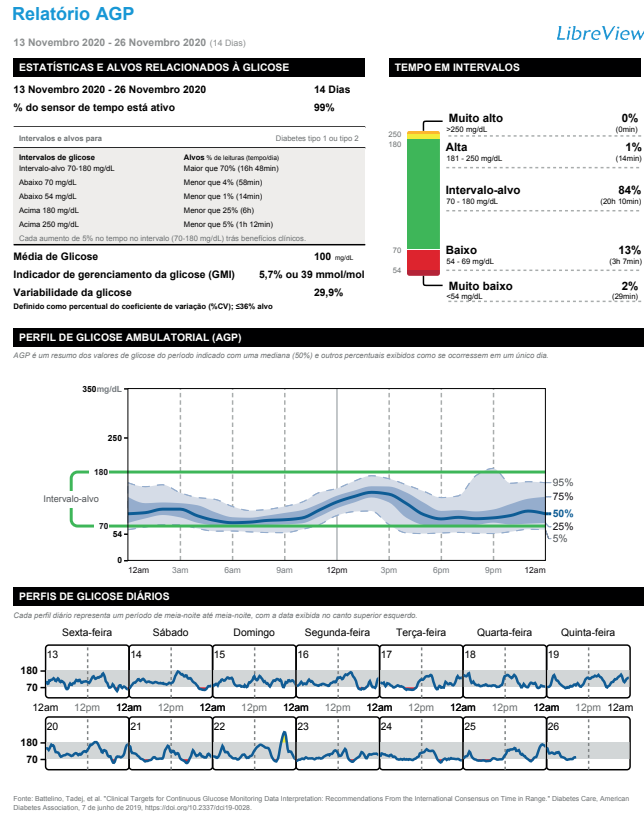 Relatório AGP
LibreView
13 Novembro 2020 - 26 Novembro 2020 (14 Dias)
ESTATÍSTICAS E ALVOS RELACIONADOS À GLICOSE
13 Novembro 2020 - 26 Novembro 2020 14 Dias
% do sensor de tempo está ativo 99%
Intervalos e alvos para Diabetes tipo 1 ou tipo 2
Intervalos de glicose Alvos % de leituras (tempo/dia)
Intervalo-alvo 70-180 mg/dL Maior que 70% (16h 48min)
Abaixo 70 mg/dL Menor que 4% (58min)
Abaixo 54 mg/dL Menor que 1% (14min)
Acima 180 mg/dL Menor que 25% (6h)
Acima 250 mg/dL Menor que 5% (1h 12min)
Cada aumento de 5% no tempo no intervalo (70-180 mg/dL) trás benefícios clínicos.
Média de Glicose 100 mg/dL
Indicador de gerenciamento da glicose (GMI) 5,7% ou 39 mmol/mol
Variabilidade da glicose 29,9%
Definido como percentual do coeficiente de variação (%CV); ≤36% alvo
TEMPO EM INTERVALOS
250
180
70
54
Muito alto 0%
>250 mg/dL (0min)
Alta 1%
181 - 250 mg/dL (14min)
Intervalo-alvo 84%
70 - 180 mg/dL (20h 10min)
Baixo 13%
54 - 69 mg/dL (3h 7min)
Muito baixo 2%
<54 mg/dL (29min)
PERFIL DE GLICOSE AMBULATORIAL (AGP)
AGP é um resumo dos valores de glicose do período indicado com uma mediana (50%) e outros percentuais exibidos como se ocorressem em um único dia.
350 mg/dL
250
180
Intervalo-alvo
70
54
0
95%
75%
50%
25%
5%
12am 3am 6am 9am 12pm 3pm 6pm 9pm 12am
PERFIS DE GLICOSE DIÁRIOS
Cada perfil diário representa um período de meia-noite até meia-noite, com a data exibida no canto superior esquerdo.
Sexta-feira Sábado Domingo Segunda-feira Terça-feira Quarta-feira Quinta-feira
13 14 15 16 17 18 19
180
70
12am 12pm 12am 12pm 12am 12pm 12am 12pm 12am 12pm 12am 12pm 12am 12pm 12am
20 21 22 23 24 25 26
180
70
Fonte: Battelino, Tadej, et al. "Clinical Targets for Continuous Glucose Monitoring Data Interpretation: Recommendations From the International Consensus on Time in Range." Diabetes Care, American
Diabetes Association, 7 de junho de 2019, https://doi.org/10.2337/dci19-0028.